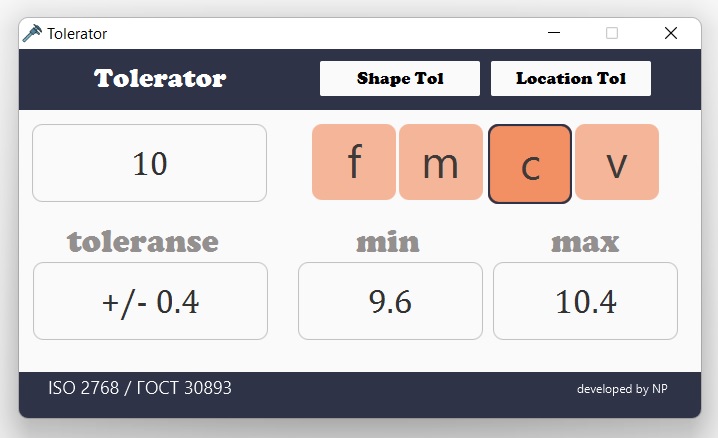 Tolerator
Tolerator
Shape Tol
Location Tol
10
f
m
c
v
toleranse
min
max
+/- 0.4
9.6
10.4
ISO 2768 / ГОСТ 30893
developed by NP